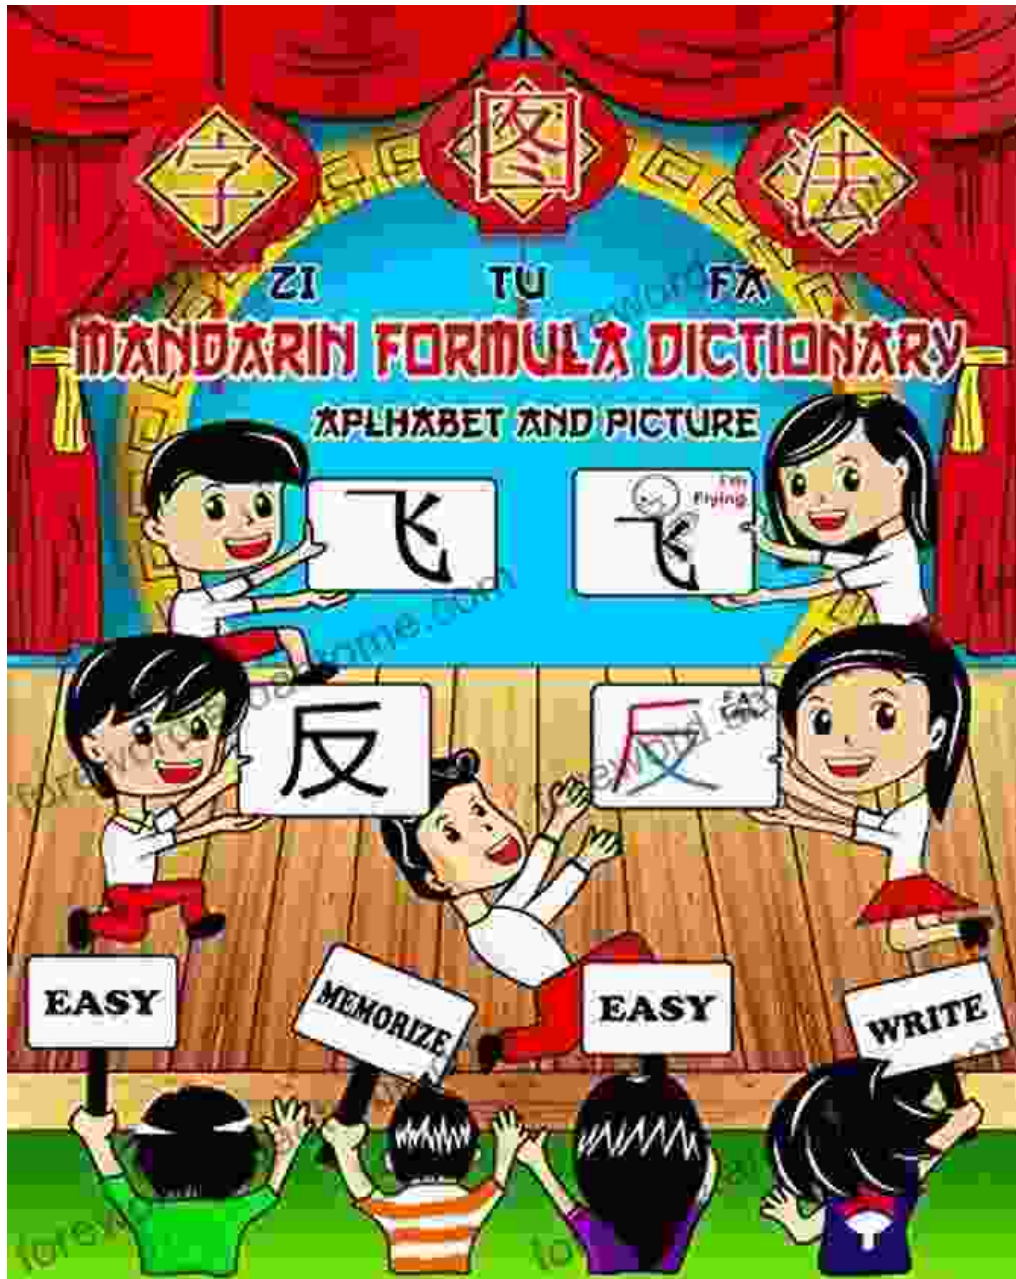 字 图 法
ZI TU FA
MANDARIN FORMULA DICTIONARY
APLHABET AND PICTURE
飞
I'm
Flying
飞
反
反
EASY
MEMORIZE
EASY
WRITE